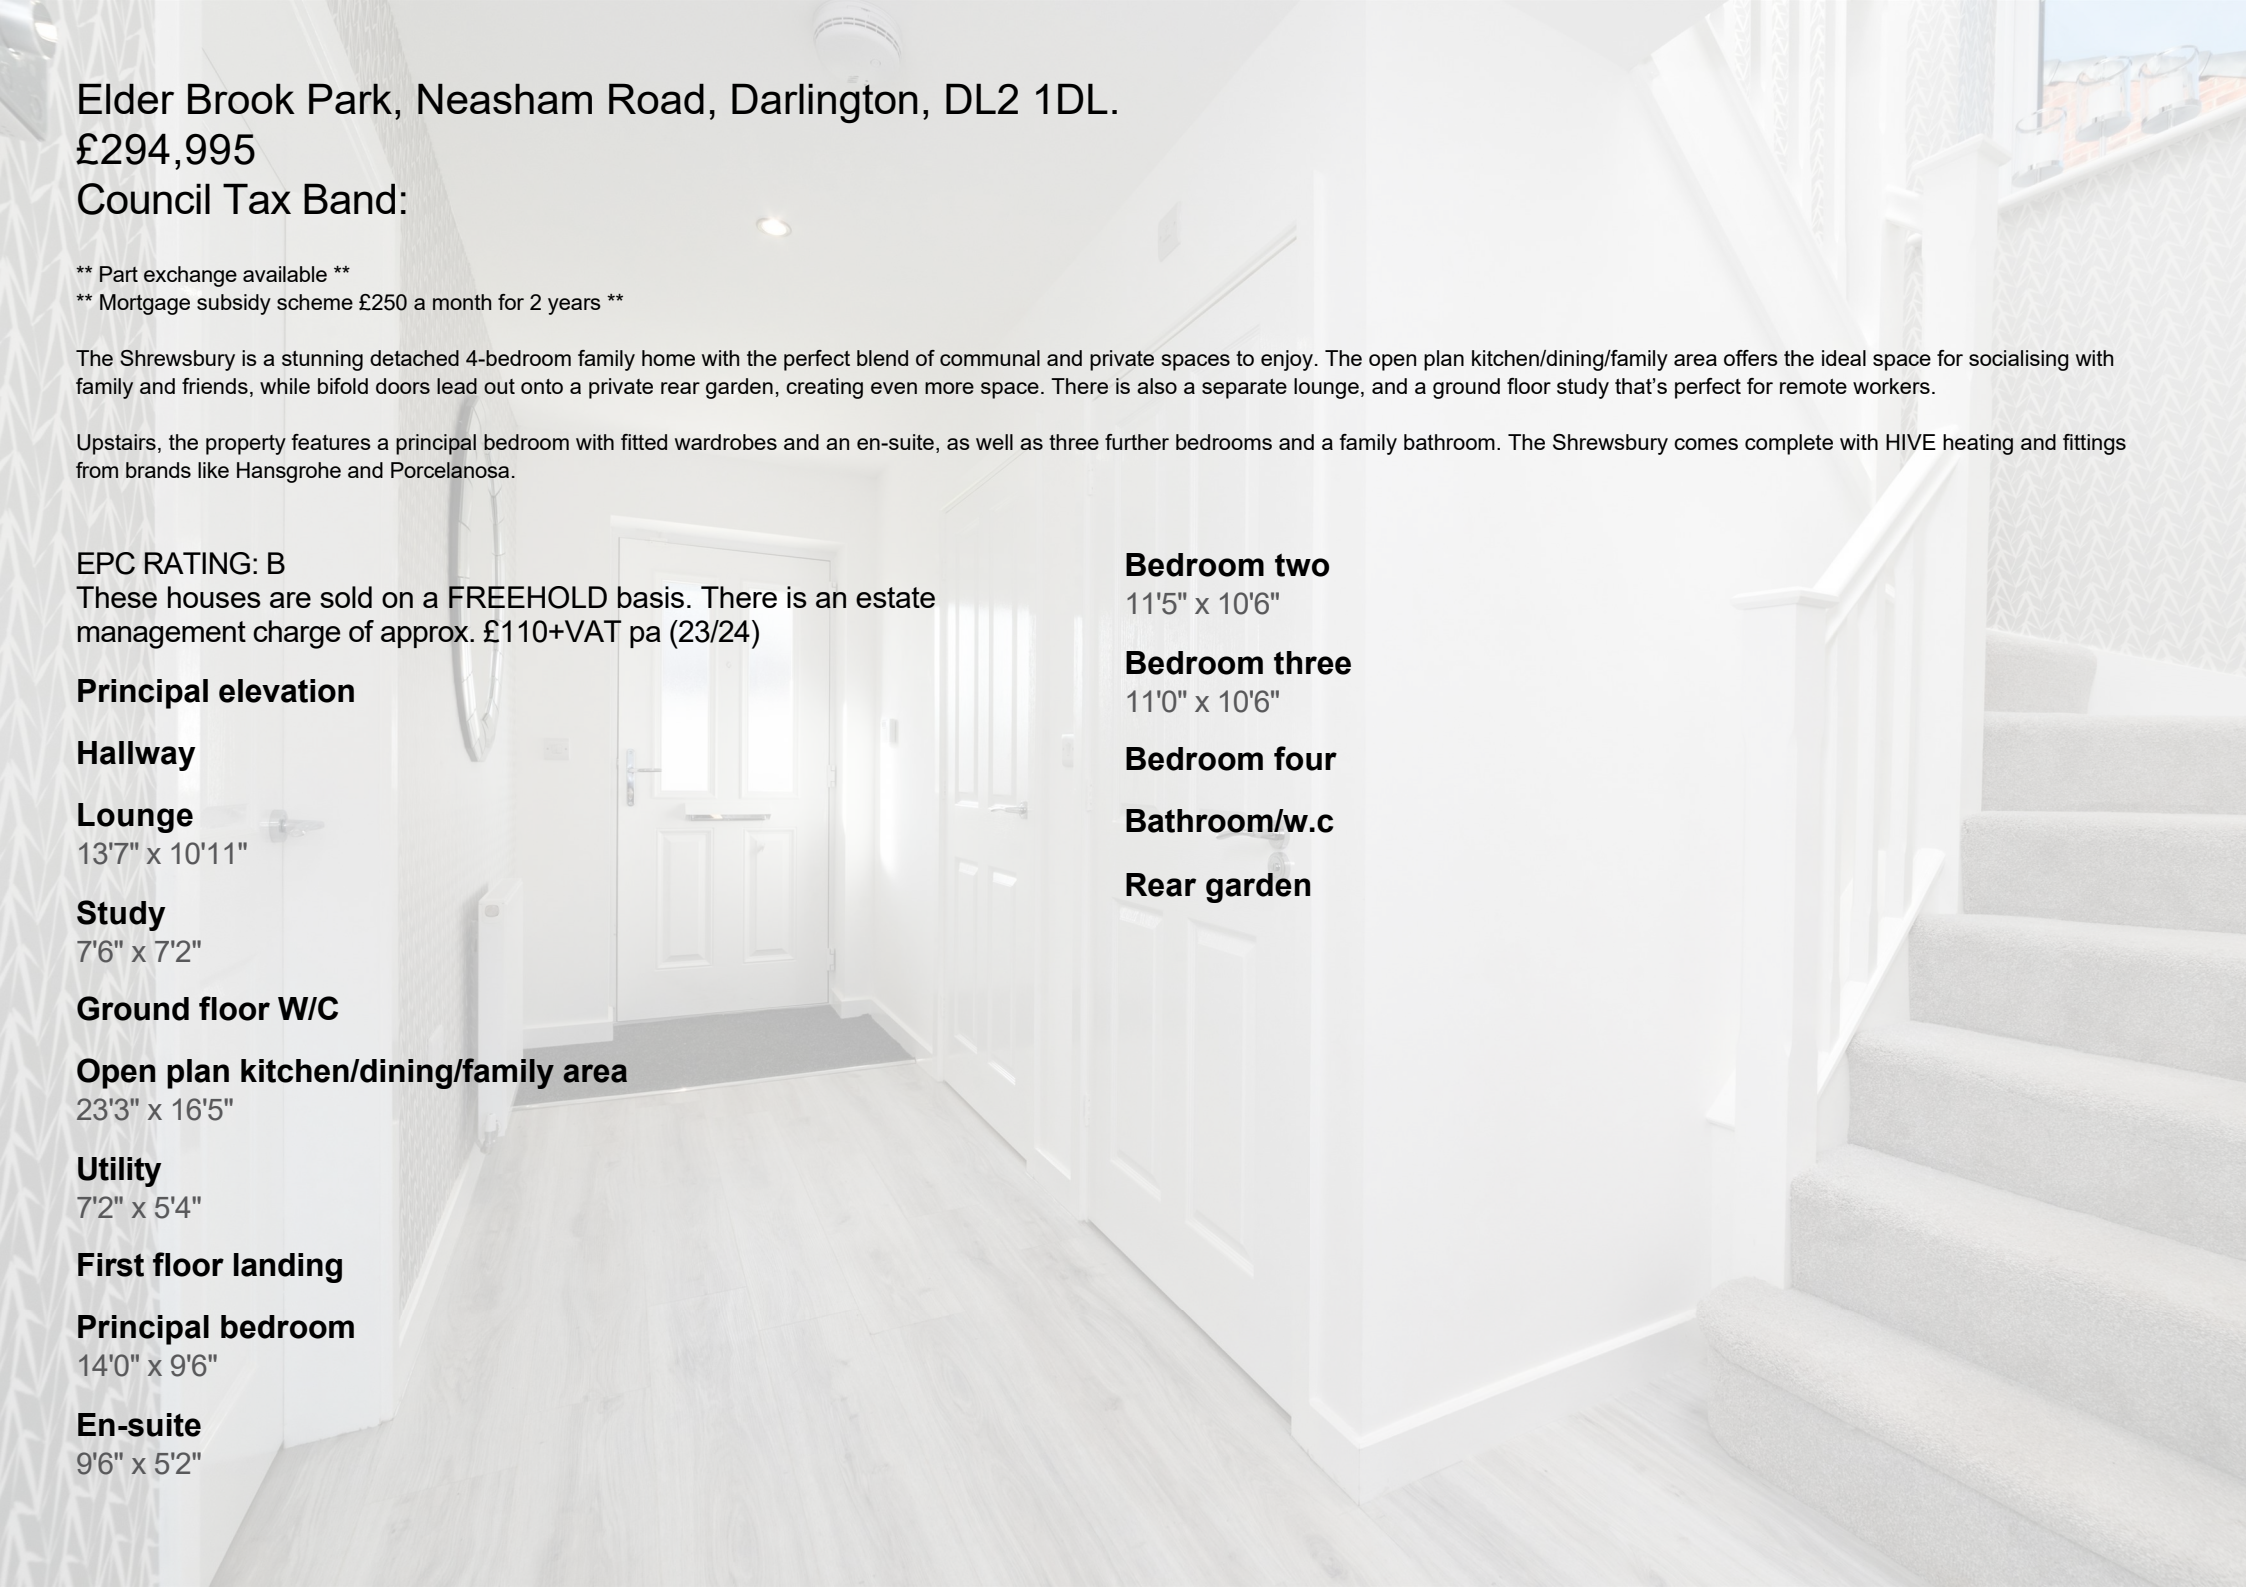 Elder Brook Park, Neasham Road, Darlington, DL2 1DL.
£294,995
Council Tax Band:
** Part exchange available **
** Mortgage subsidy scheme £250 a month for 2 years **
The Shrewsbury is a stunning detached 4-bedroom family home with the perfect blend of communal and private spaces to enjoy. The open plan kitchen/dining/family area offers the ideal space for socialising with
family and friends, while bifold doors lead out onto a private rear garden, creating even more space. There is also a separate lounge, and a ground floor study that’s perfect for remote workers.
Upstairs, the property features a principal bedroom with fitted wardrobes and an en-suite, as well as three further bedrooms and a family bathroom. The Shrewsbury comes complete with HIVE heating and fittings
from brands like Hansgrohe and Porcelanosa.
EPC RATING: B
These houses are sold on a FREEHOLD basis. There is an estate
management charge of approx. £110+VAT pa (23/24)
Principal elevation
Hallway
Lounge
13'7" x 10'11"
Study
7'6" x 7'2"
Ground floor W/C
Open plan kitchen/dining/family area
23'3" x 16'5"
Utility
7'2" x 5'4"
First floor landing
Principal bedroom
14'0" x 9'6"
En-suite
9'6" x 5'2"
Bedroom two
11'5" x 10'6"
Bedroom three
11'0" x 10'6"
Bedroom four
Bathroom/w.c
Rear garden